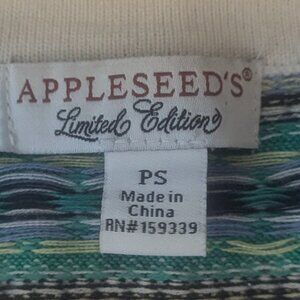 APPLESEED'S®
Limited Edition
PS
Made in
China
RN#159339